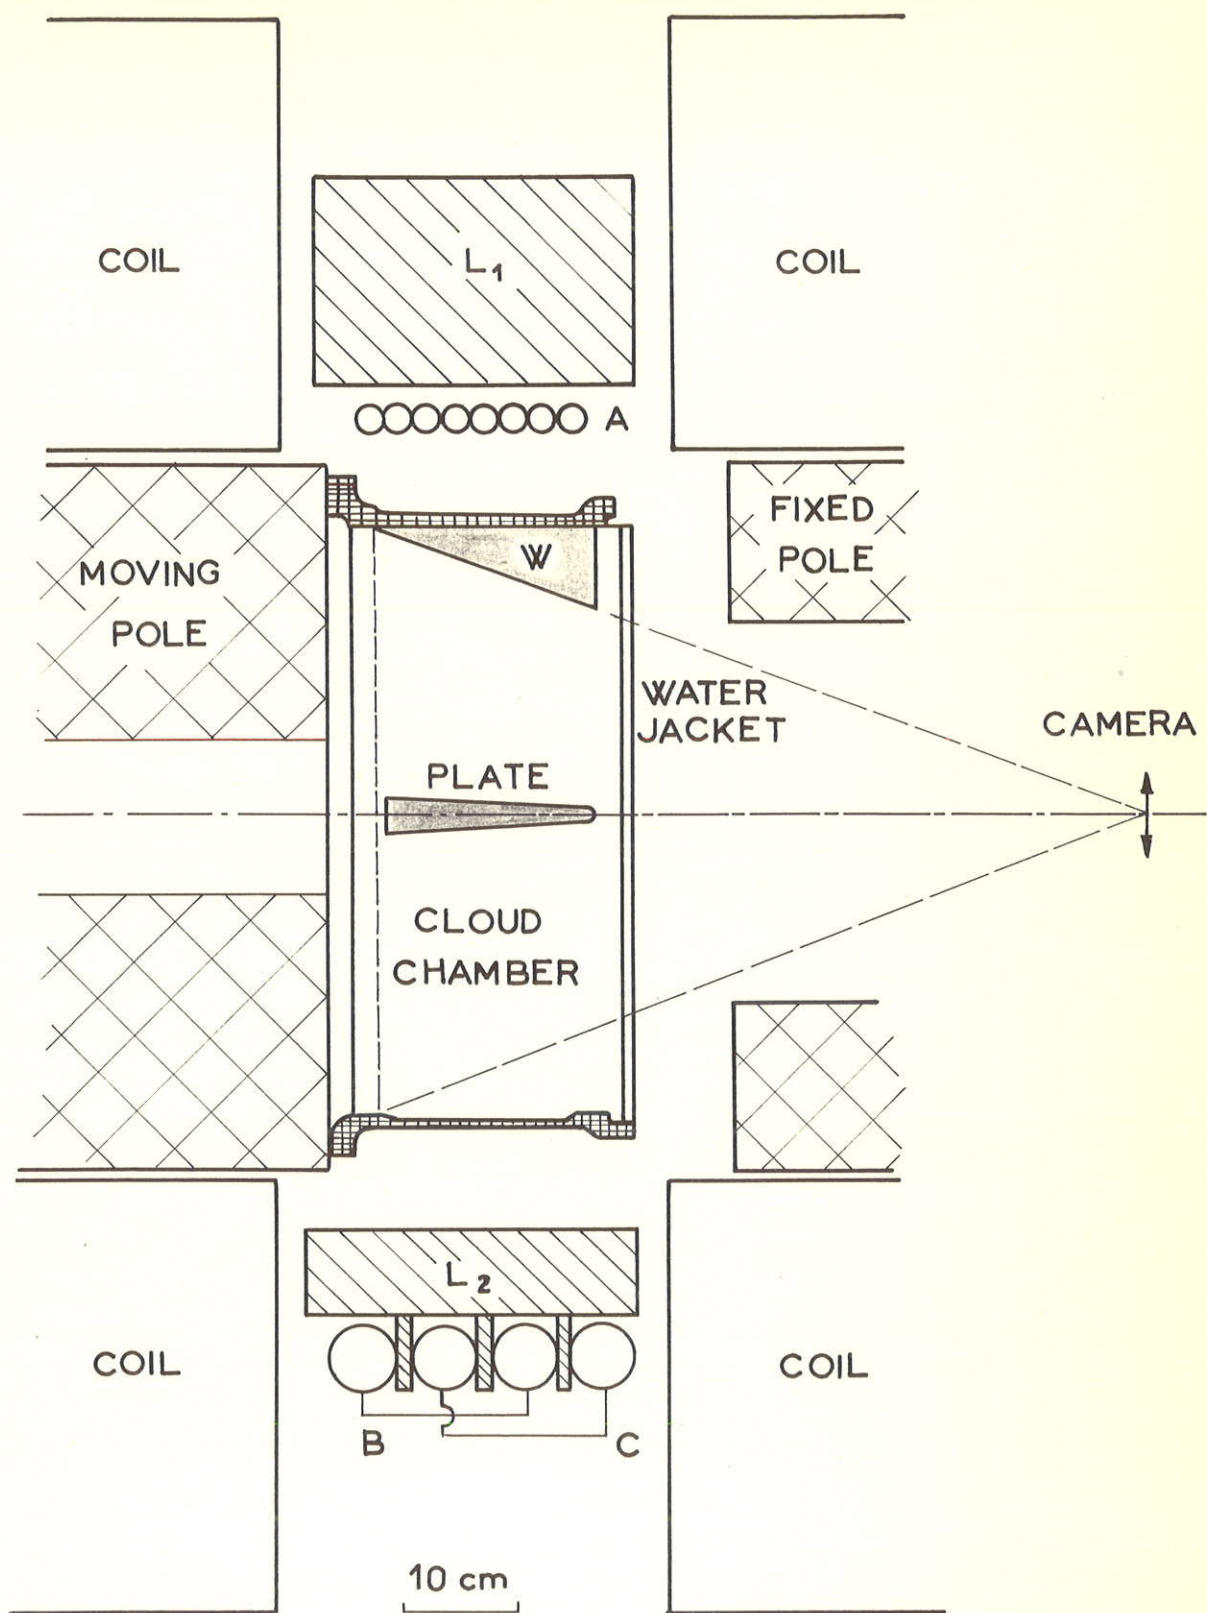 COIL
L₁
COIL
A
MOVING
POLE
W
FIXED
POLE
WATER
JACKET
CAMERA
PLATE
CLOUD
CHAMBER
L₂
COIL
COIL
B
C
10 cm